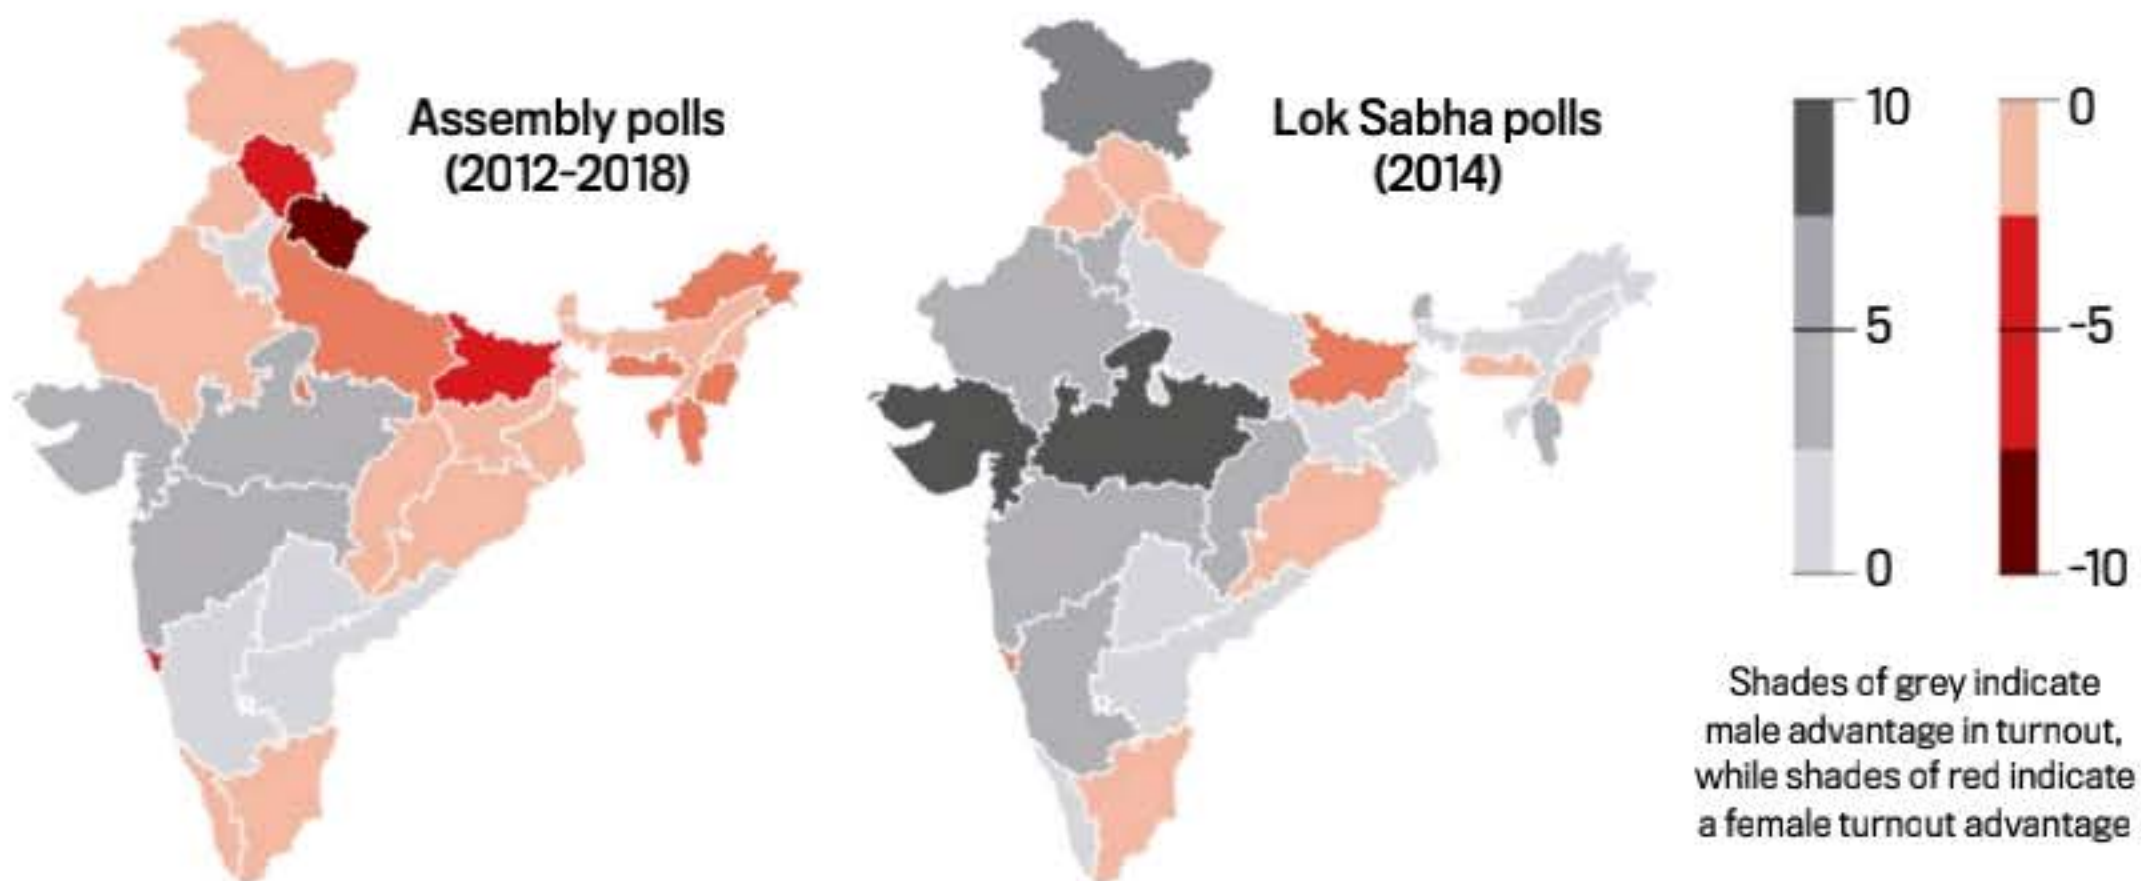 Assembly polls
(2012-2018)
Lok Sabha polls
(2014)
10
5
0
0
-5
-10
Shades of grey indicate
male advantage in turnout,
while shades of red indicate
a female turnout advantage